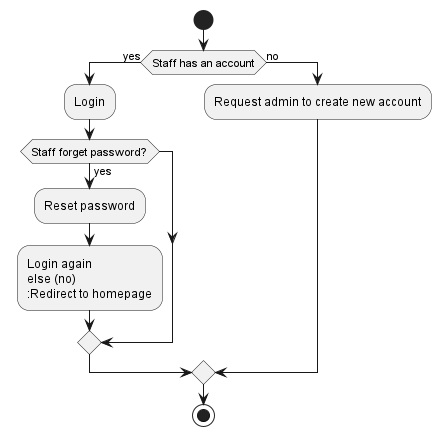 yes
Staff has an account
no
Login
Request admin to create new account
Staff forget password?
yes
Reset password
Login again
else (no)
:Redirect to homepage